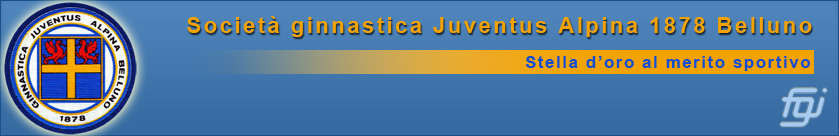 Società ginnastica Juventus Alpina 1878 Belluno
Stella d'oro al merito sportivo
GINNASTICA JUVENTUS ALPINA BELLUNO
1878
fgi